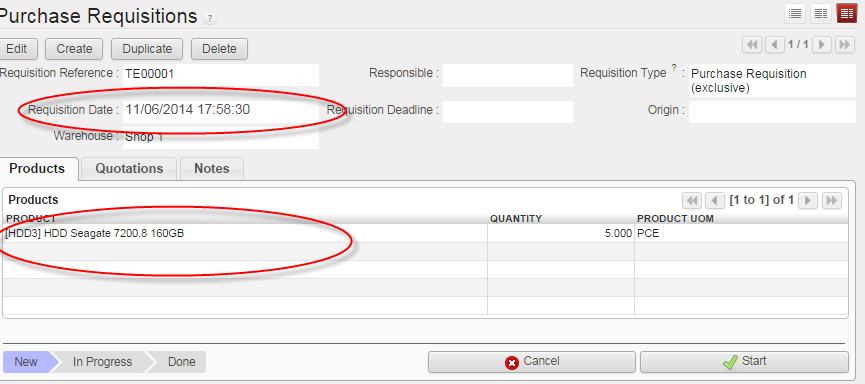 Purchase Requisitions ?
Edit Create Duplicate Delete 1 / 1
Requisition Reference : TE00001 Responsible : Requisition Type ? : Purchase Requisition (exclusive)
Requisition Date : 11/06/2014 17:58:30 Requisition Deadline : Origin :
Warehouse : Shop 1
Products Quotations Notes
Products [1 to 1] of 1
PRODUCT QUANTITY PRODUCT UOM
[HDD3] HDD Seagate 7200.8 160GB 5.000 PCE
New In Progress Done Cancel Start